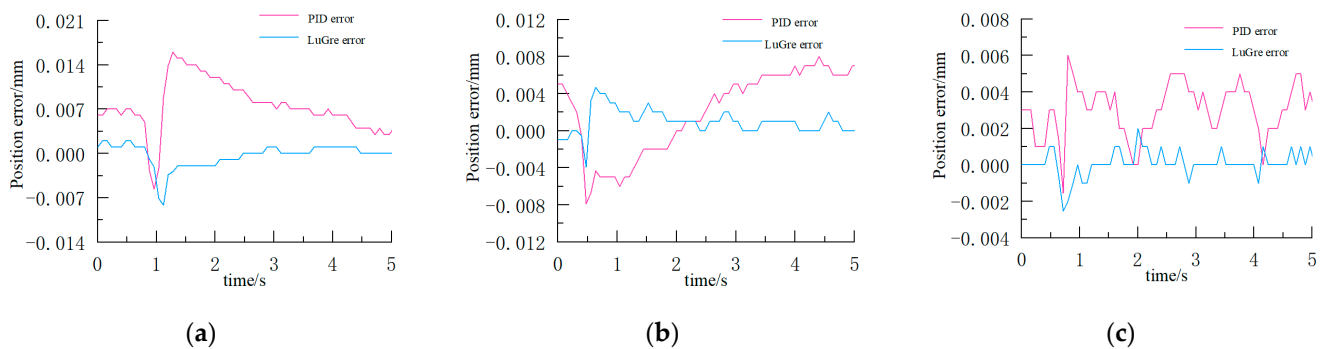 0.021
0.014
0.007
0.000
−0.007
−0.014
Position error/mm
PID error
LuGre error
0 1 2 3 4 5
time/s
(a)
0.012
0.008
0.004
0.000
−0.004
−0.008
−0.012
Position error/mm
PID error
LuGre error
0 1 2 3 4 5
time/s
(b)
0.008
0.006
0.004
0.002
0.000
−0.002
−0.004
Position error/mm
PID error
LuGre error
0 1 2 3 4 5
time/s
(c)